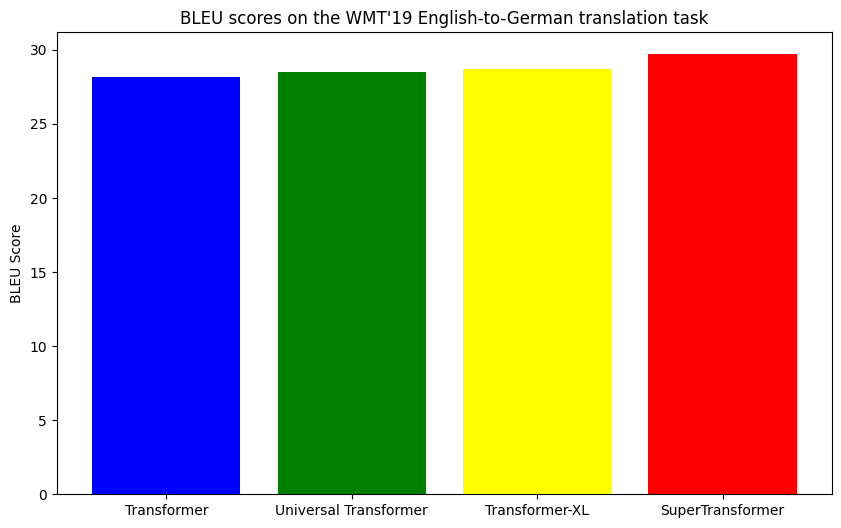 BLEU scores on the WMT'19 English-to-German translation task
BLEU Score
30
25
20
15
10
5
0
Transformer
Universal Transformer
Transformer-XL
SuperTransformer